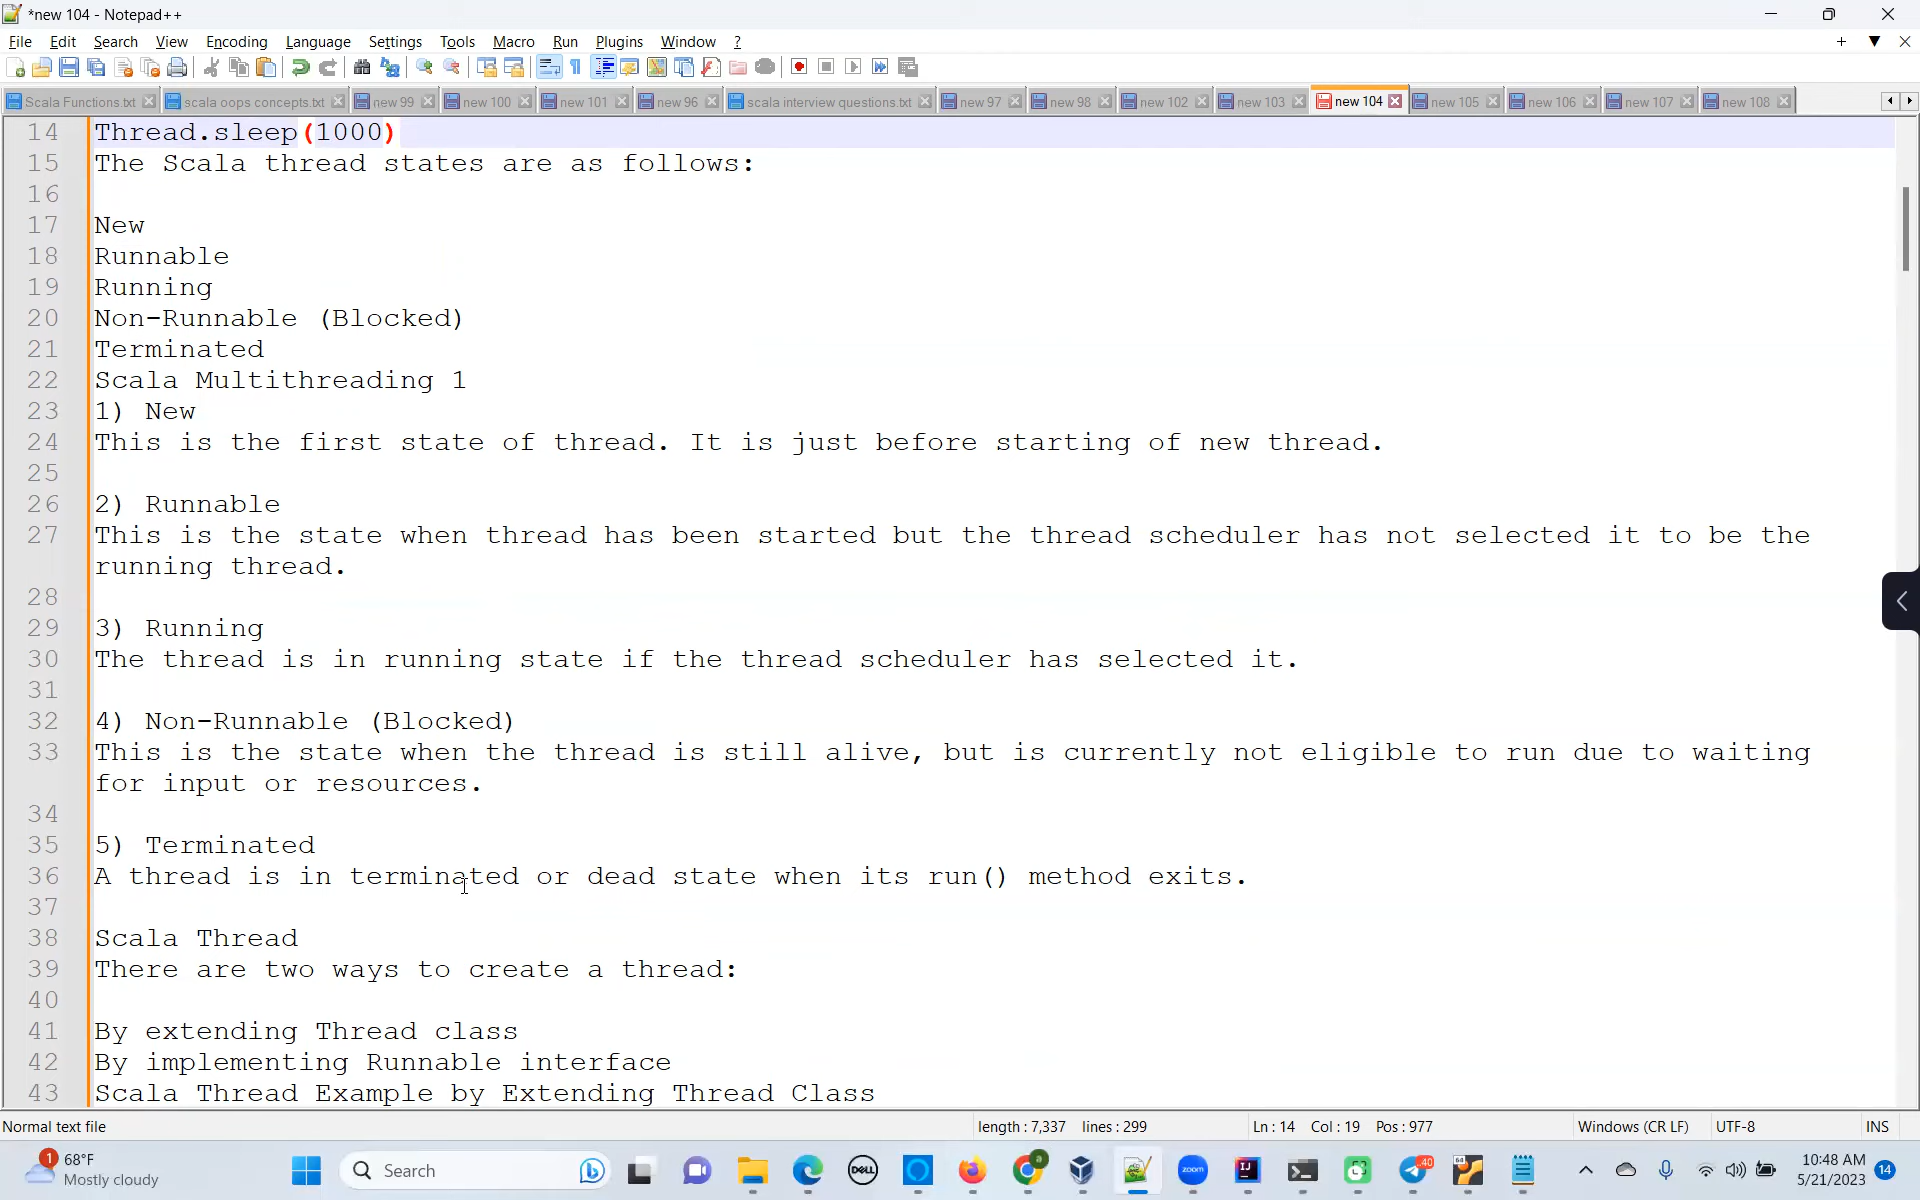 *new 104 - Notepad++
File Edit Search View Encoding Language Settings Tools Macro Run Plugins Window ?
Scala Functions.txt scala oops concepts.txt new 99 new 100 new 101 new 96 scala interview questions.txt new 97 new 98 new 102 new 103 new 104 new 105 new 106 new 107 new 108
14 Thread.sleep(1000)
15 The Scala thread states are as follows:
16
17 New
18 Runnable
19 Running
20 Non-Runnable (Blocked)
21 Terminated
22 Scala Multithreading 1
23 1) New
24 This is the first state of thread. It is just before starting of new thread.
25
26 2) Runnable
27 This is the state when thread has been started but the thread scheduler has not selected it to be the
running thread.
28
29 3) Running
30 The thread is in running state if the thread scheduler has selected it.
31
32 4) Non-Runnable (Blocked)
33 This is the state when the thread is still alive, but is currently not eligible to run due to waiting
for input or resources.
34
35 5) Terminated
36 A thread is in terminated or dead state when its run() method exits.
37
38 Scala Thread
39 There are two ways to create a thread:
40
41 By extending Thread class
42 By implementing Runnable interface
43 Scala Thread Example by Extending Thread Class
Normal text file length : 7,337 lines : 299 Ln : 14 Col : 19 Pos : 977 Windows (CR LF) UTF-8 INS
1 68°F
Mostly cloudy
Search
DELL
zoom
IJ
40
64
10:48 AM
5/21/2023
14